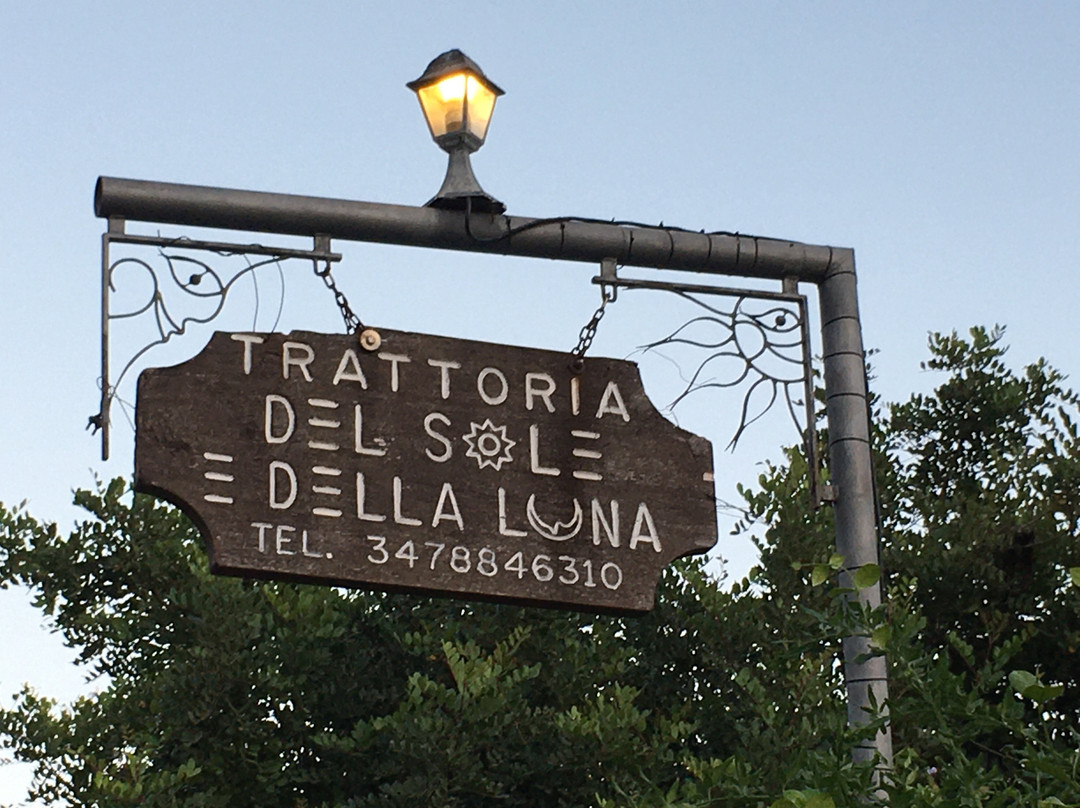 TRATTORIA
DEL SOLE
E DELLA LUNA
TEL. 3478846310